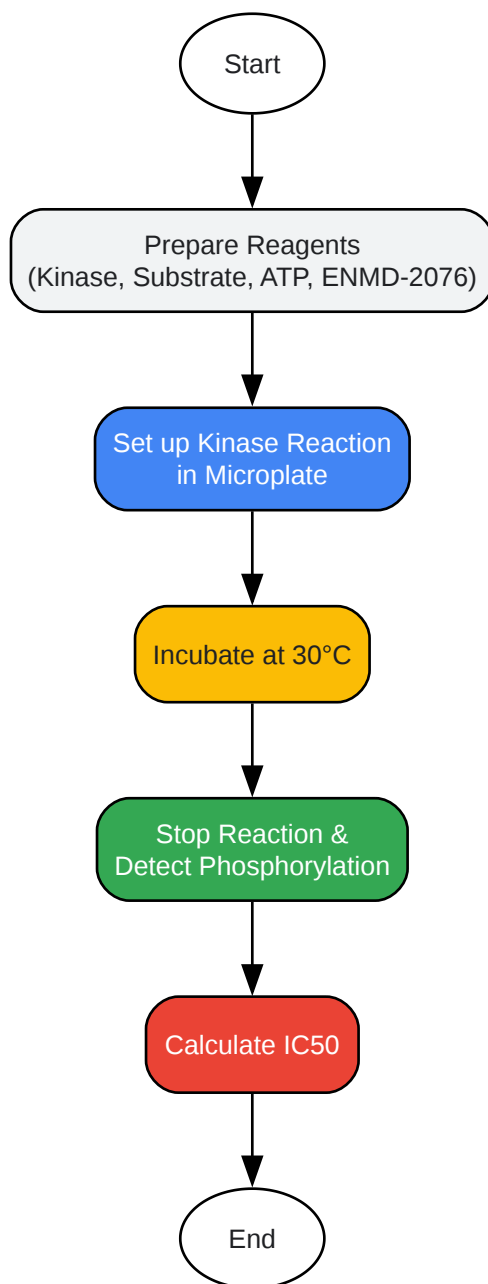 Start
Prepare Reagents
(Kinase, Substrate, ATP, ENMD-2076)
Set up Kinase Reaction
in Microplate
Incubate at 30°C
Stop Reaction &
Detect Phosphorylation
Calculate IC50
End